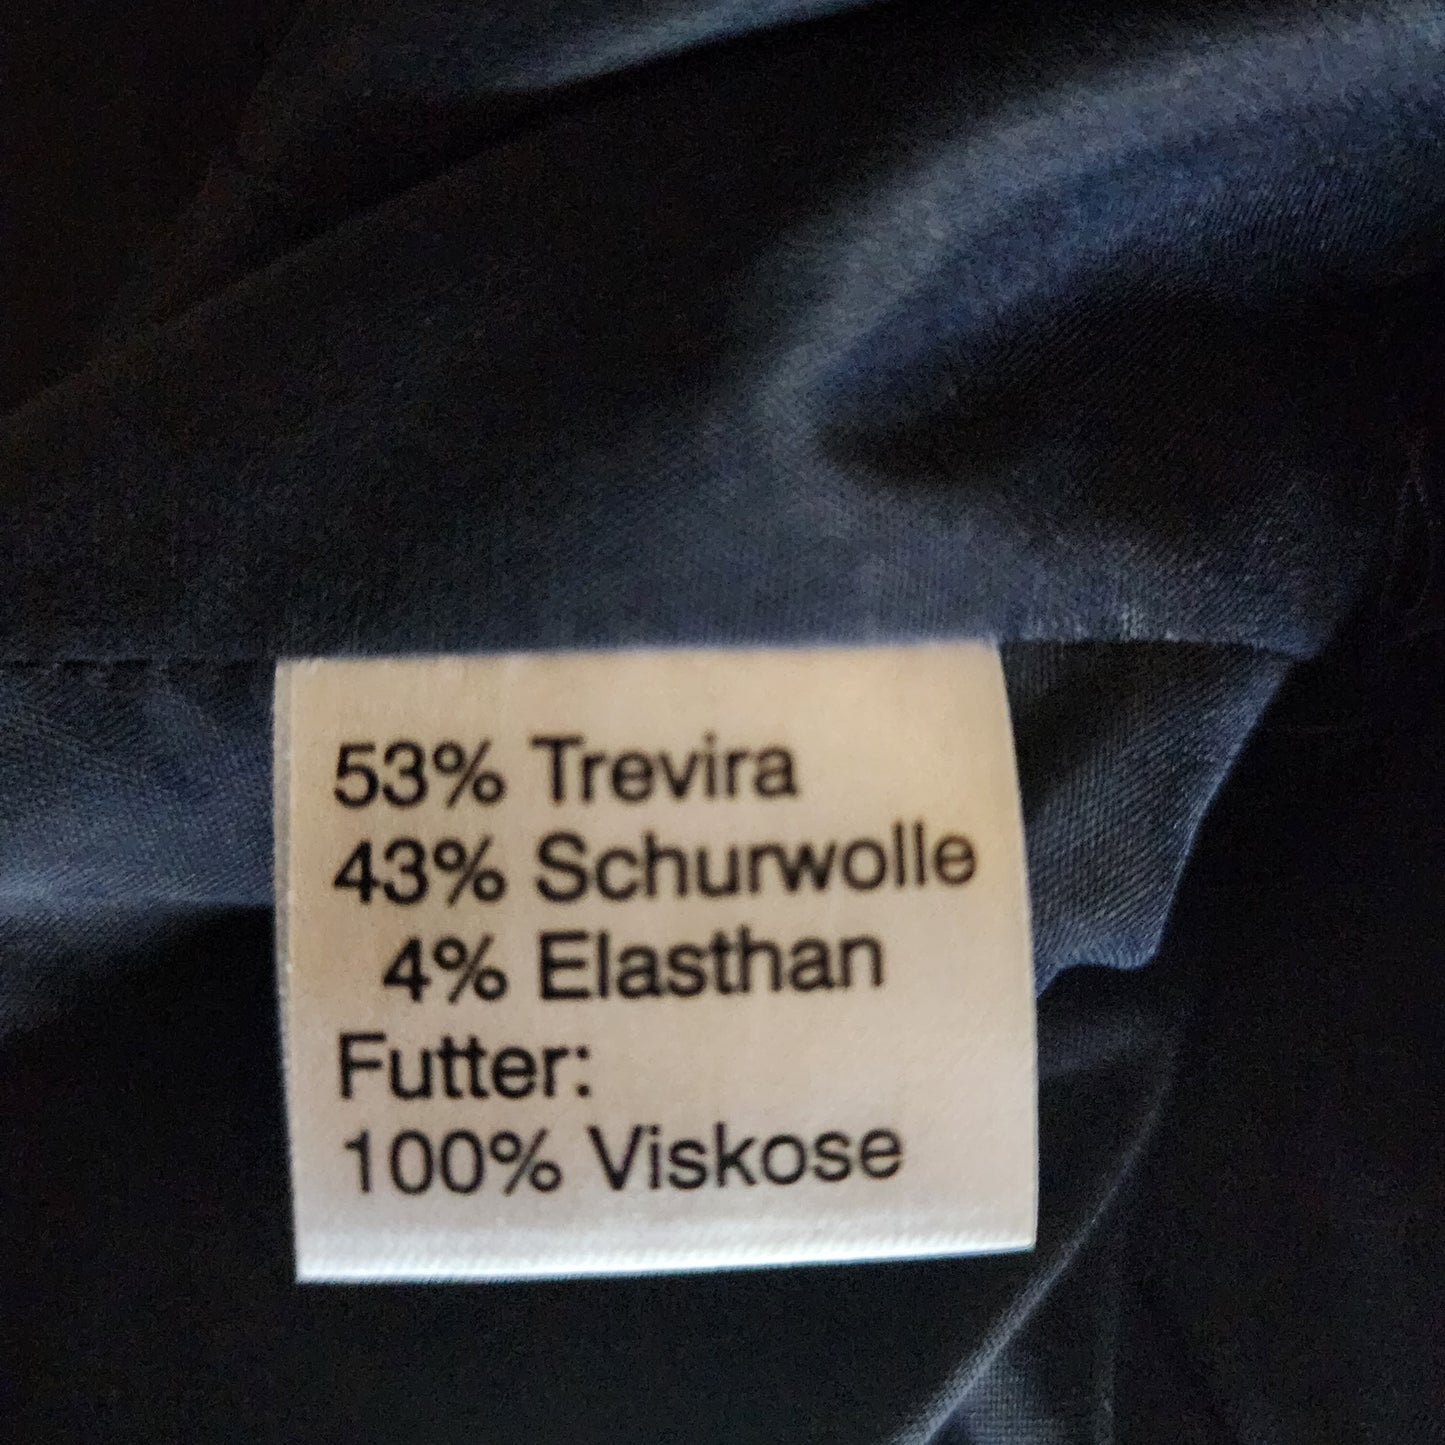 53% Trevira
43% Schurwolle
4% Elasthan
Futter:
100% Viskose